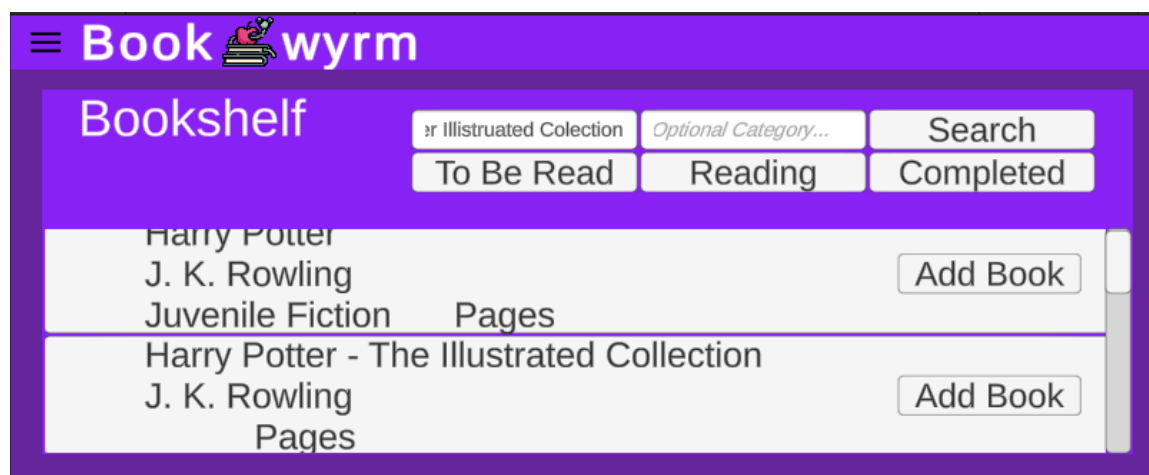 Book wyrm
Bookshelf
er Illistruated Colection Optional Category... Search
To Be Read Reading Completed
Harry Potter
J. K. Rowling Add Book
Juvenile Fiction Pages
Harry Potter - The Illustrated Collection
J. K. Rowling Add Book
Pages